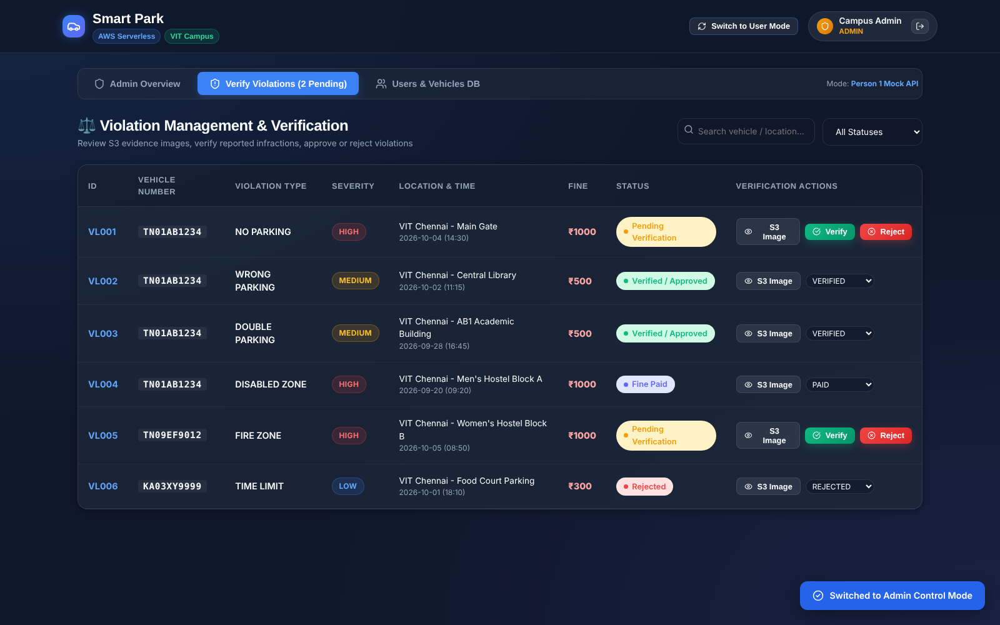 Smart Park
AWS Serverless
VIT Campus
Switch to User Mode
Campus Admin
ADMIN
Admin Overview
Verify Violations (2 Pending)
Users & Vehicles DB
Mode: Person 1 Mock API
⚖️ Violation Management & Verification
Review S3 evidence images, verify reported infractions, approve or reject violations
Search vehicle / location...
All Statuses
ID
VEHICLE
NUMBER
VIOLATION TYPE
SEVERITY
LOCATION & TIME
FINE
STATUS
VERIFICATION ACTIONS
VL001
TN01AB1234
NO PARKING
HIGH
VIT Chennai - Main Gate
2026-10-04 (14:30)
₹1000
Pending
Verification
S3
Image
Verify
Reject
VL002
TN01AB1234
WRONG
PARKING
MEDIUM
VIT Chennai - Central Library
2026-10-02 (11:15)
₹500
Verified / Approved
S3 Image
VERIFIED
VL003
TN01AB1234
DOUBLE
PARKING
MEDIUM
VIT Chennai - AB1 Academic
Building
2026-09-28 (16:45)
₹500
Verified / Approved
S3 Image
VERIFIED
VL004
TN01AB1234
DISABLED ZONE
HIGH
VIT Chennai - Men's Hostel Block A
2026-09-20 (09:20)
₹1000
Fine Paid
S3 Image
PAID
VL005
TN09EF9012
FIRE ZONE
HIGH
VIT Chennai - Women's Hostel Block
B
2026-10-05 (08:50)
₹1000
Pending
Verification
S3
Image
Verify
Reject
VL006
KA03XY9999
TIME LIMIT
LOW
VIT Chennai - Food Court Parking
2026-10-01 (18:10)
₹300
Rejected
S3 Image
REJECTED
Switched to Admin Control Mode